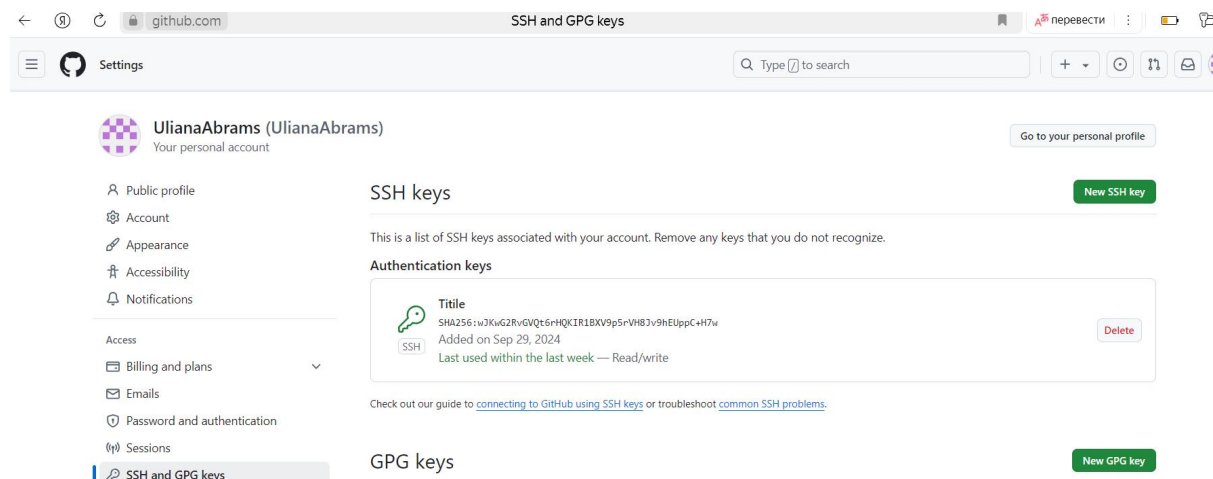 github.com SSH and GPG keys перевести
Settings Type / to search
UlianaAbrams (UlianaAbrams)
Your personal account
Go to your personal profile
Public profile
Account
Appearance
Accessibility
Notifications
Access
Billing and plans
Emails
Password and authentication
Sessions
SSH and GPG keys
SSH keys New SSH key
This is a list of SSH keys associated with your account. Remove any keys that you do not recognize.
Authentication keys
Titile
SHA256:wJKwG2RvGVQt6rHQKIR1BXV9p5rVH8Jv9hEUppC+H7w
SSH Added on Sep 29, 2024
Last used within the last week — Read/write
Delete
Check out our guide to connecting to GitHub using SSH keys or troubleshoot common SSH problems.
GPG keys New GPG key